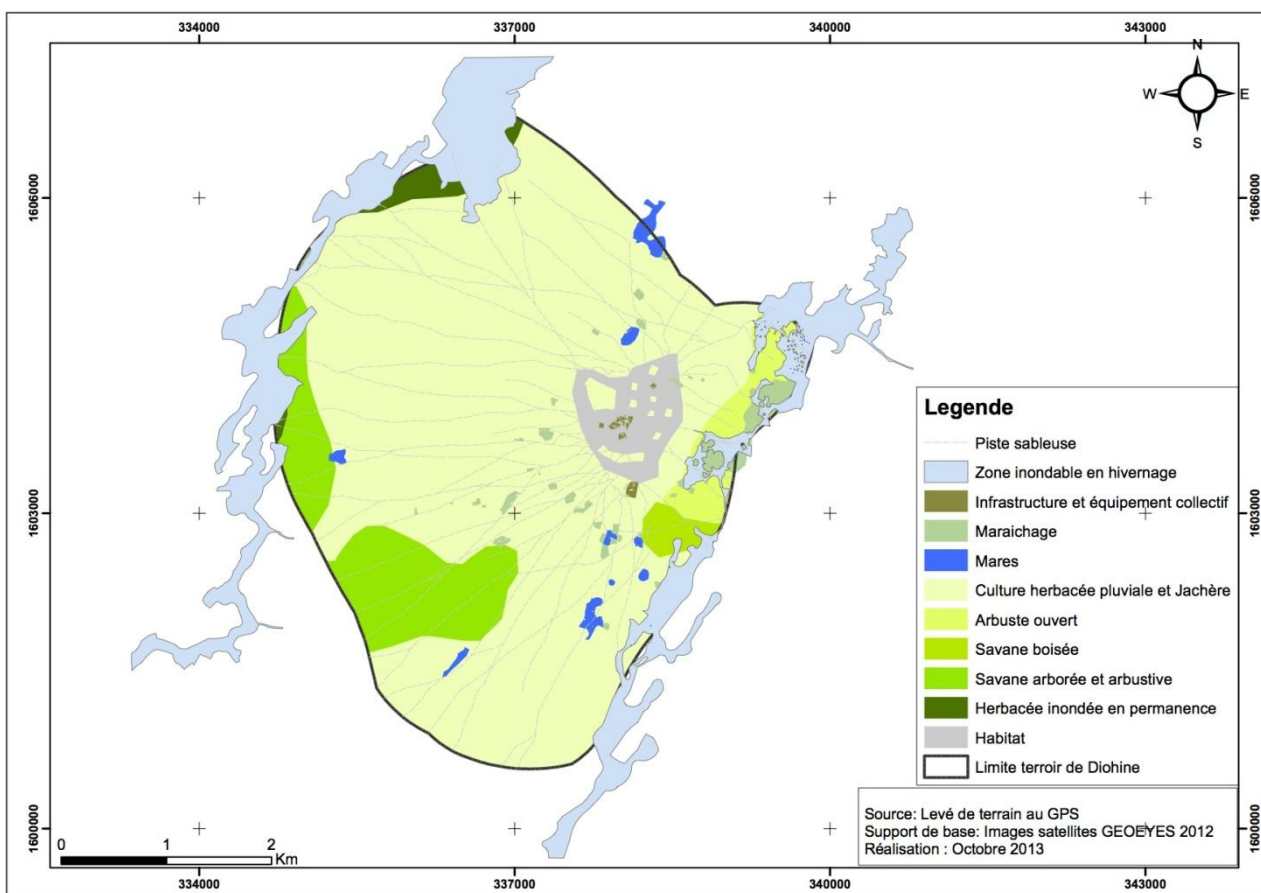 334000 337000 340000 343000
N
W E
S
1606000 1606000
Legende
Piste sableuse
Zone inondable en hivernage
Infrastructure et équipement collectif
1603000 1603000
Maraichage
Mares
Culture herbacée pluviale et Jachère
Arbuste ouvert
Savane boisée
Savane arborée et arbustive
Herbacée inondée en permanence
Habitat
Limite terroir de Diohine
Source: Levé de terrain au GPS
Support de base: Images satellites GEOEYES 2012
Réalisation : Octobre 2013
1600000 1600000
0 1 2
Km
334000 337000 340000 343000